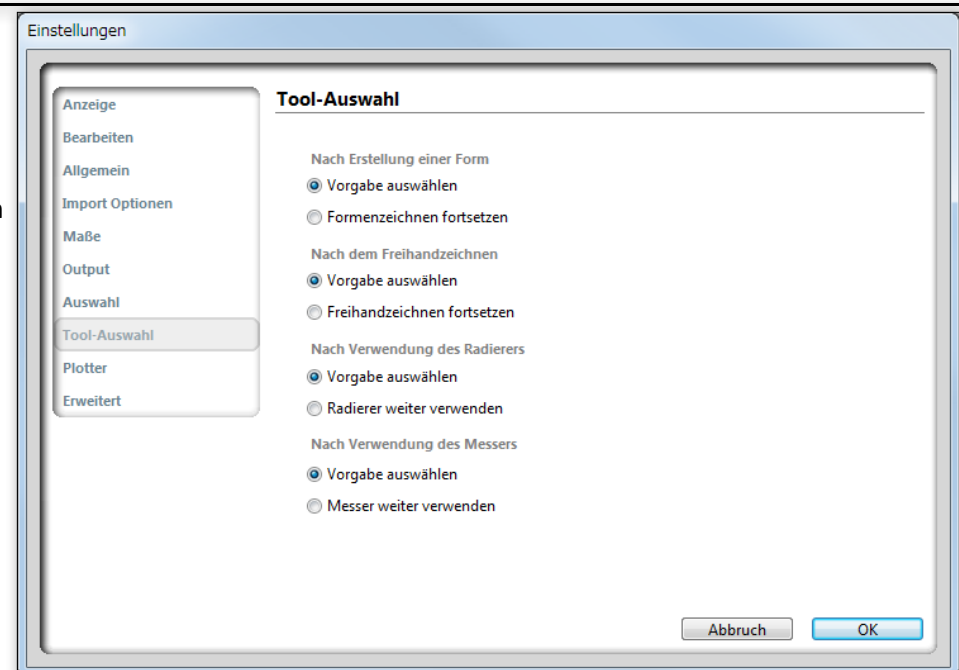 Einstellungen
Anzeige
Bearbeiten
Allgemein
Import Optionen
Maße
Output
Auswahl
Tool-Auswahl
Plotter
Erweitert
Tool-Auswahl
Nach Erstellung einer Form
Vorgabe auswählen
Formenzeichnen fortsetzen
Nach dem Freihandzeichnen
Vorgabe auswählen
Freihandzeichnen fortsetzen
Nach Verwendung des Radierers
Vorgabe auswählen
Radierer weiter verwenden
Nach Verwendung des Messers
Vorgabe auswählen
Messer weiter verwenden
Abbruch
OK